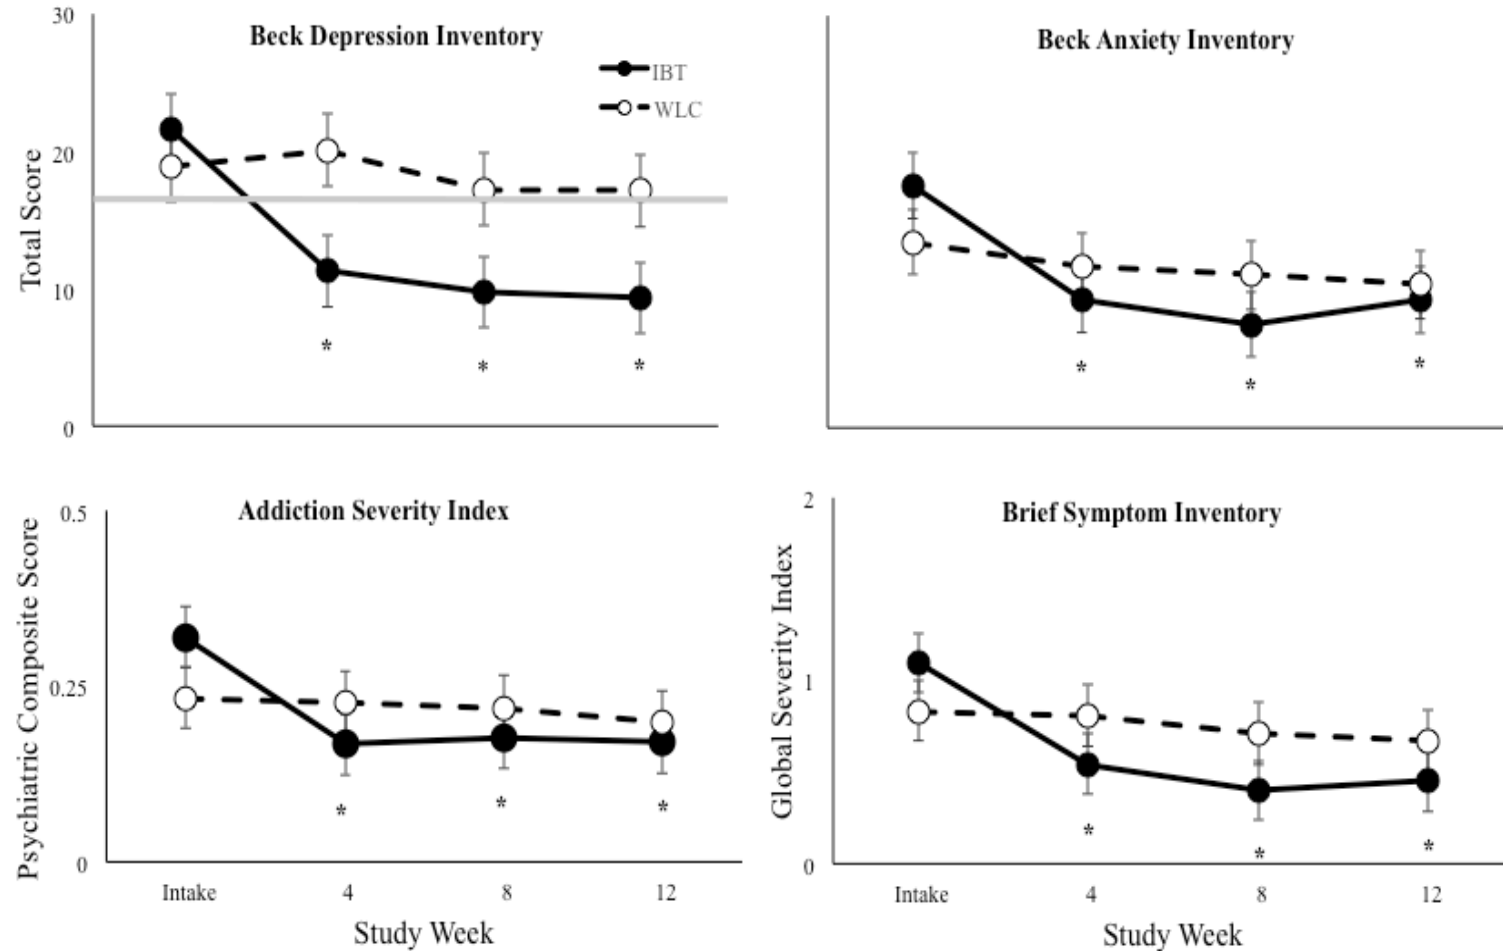 30
Beck Depression Inventory
IBT
WLC
20
10
0
Total Score
* * *
Beck Anxiety Inventory
* * *
0.5
Addiction Severity Index
0.25
0
Psychiatric Composite Score
* * *
Intake 4 8 12
Study Week
2
Brief Symptom Inventory
1
0
Global Severity Index
* * *
Intake 4 8 12
Study Week